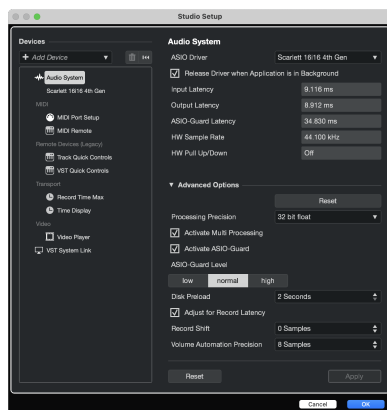 Studio Setup
Devices
+ Add Device
Audio System
Scarlett 16i16 4th Gen
MIDI
MIDI Port Setup
MIDI Remote
Remote Devices (Legacy)
Track Quick Controls
VST Quick Controls
Transport
Record Time Max
Time Display
Video
Video Player
VST System Link
Audio System
ASIO Driver Scarlett 16i16 4th Gen
Release Driver when Application is in Background
Input Latency 9.116 ms
Output Latency 8.912 ms
ASIO-Guard Latency 34.830 ms
HW Sample Rate 44.100 kHz
HW Pull Up/Down Off
Advanced Options
Reset
Processing Precision 32 bit float
Activate Multi Processing
Activate ASIO-Guard
ASIO-Guard Level
low normal high
Disk Preload 2 Seconds
Adjust for Record Latency
Record Shift 0 Samples
Volume Automation Precision 8 Samples
Reset Apply
Cancel OK